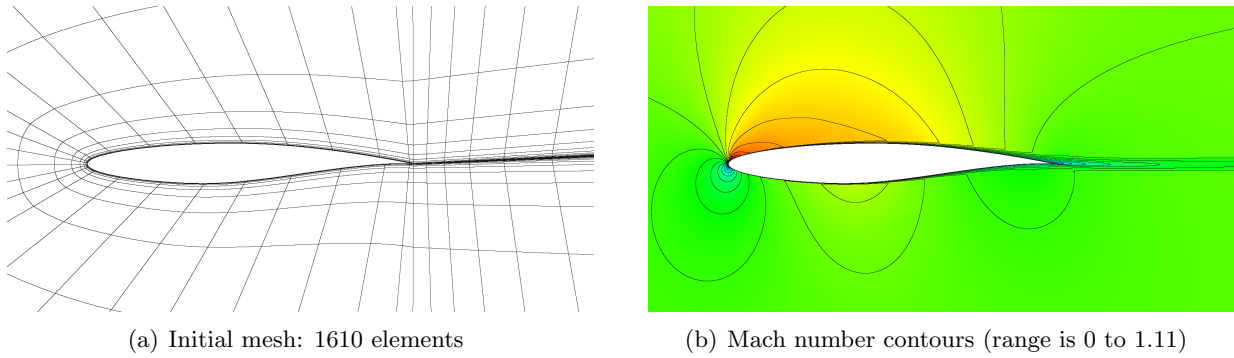 (a) Initial mesh: 1610 elements
(b) Mach number contours (range is 0 to 1.11)